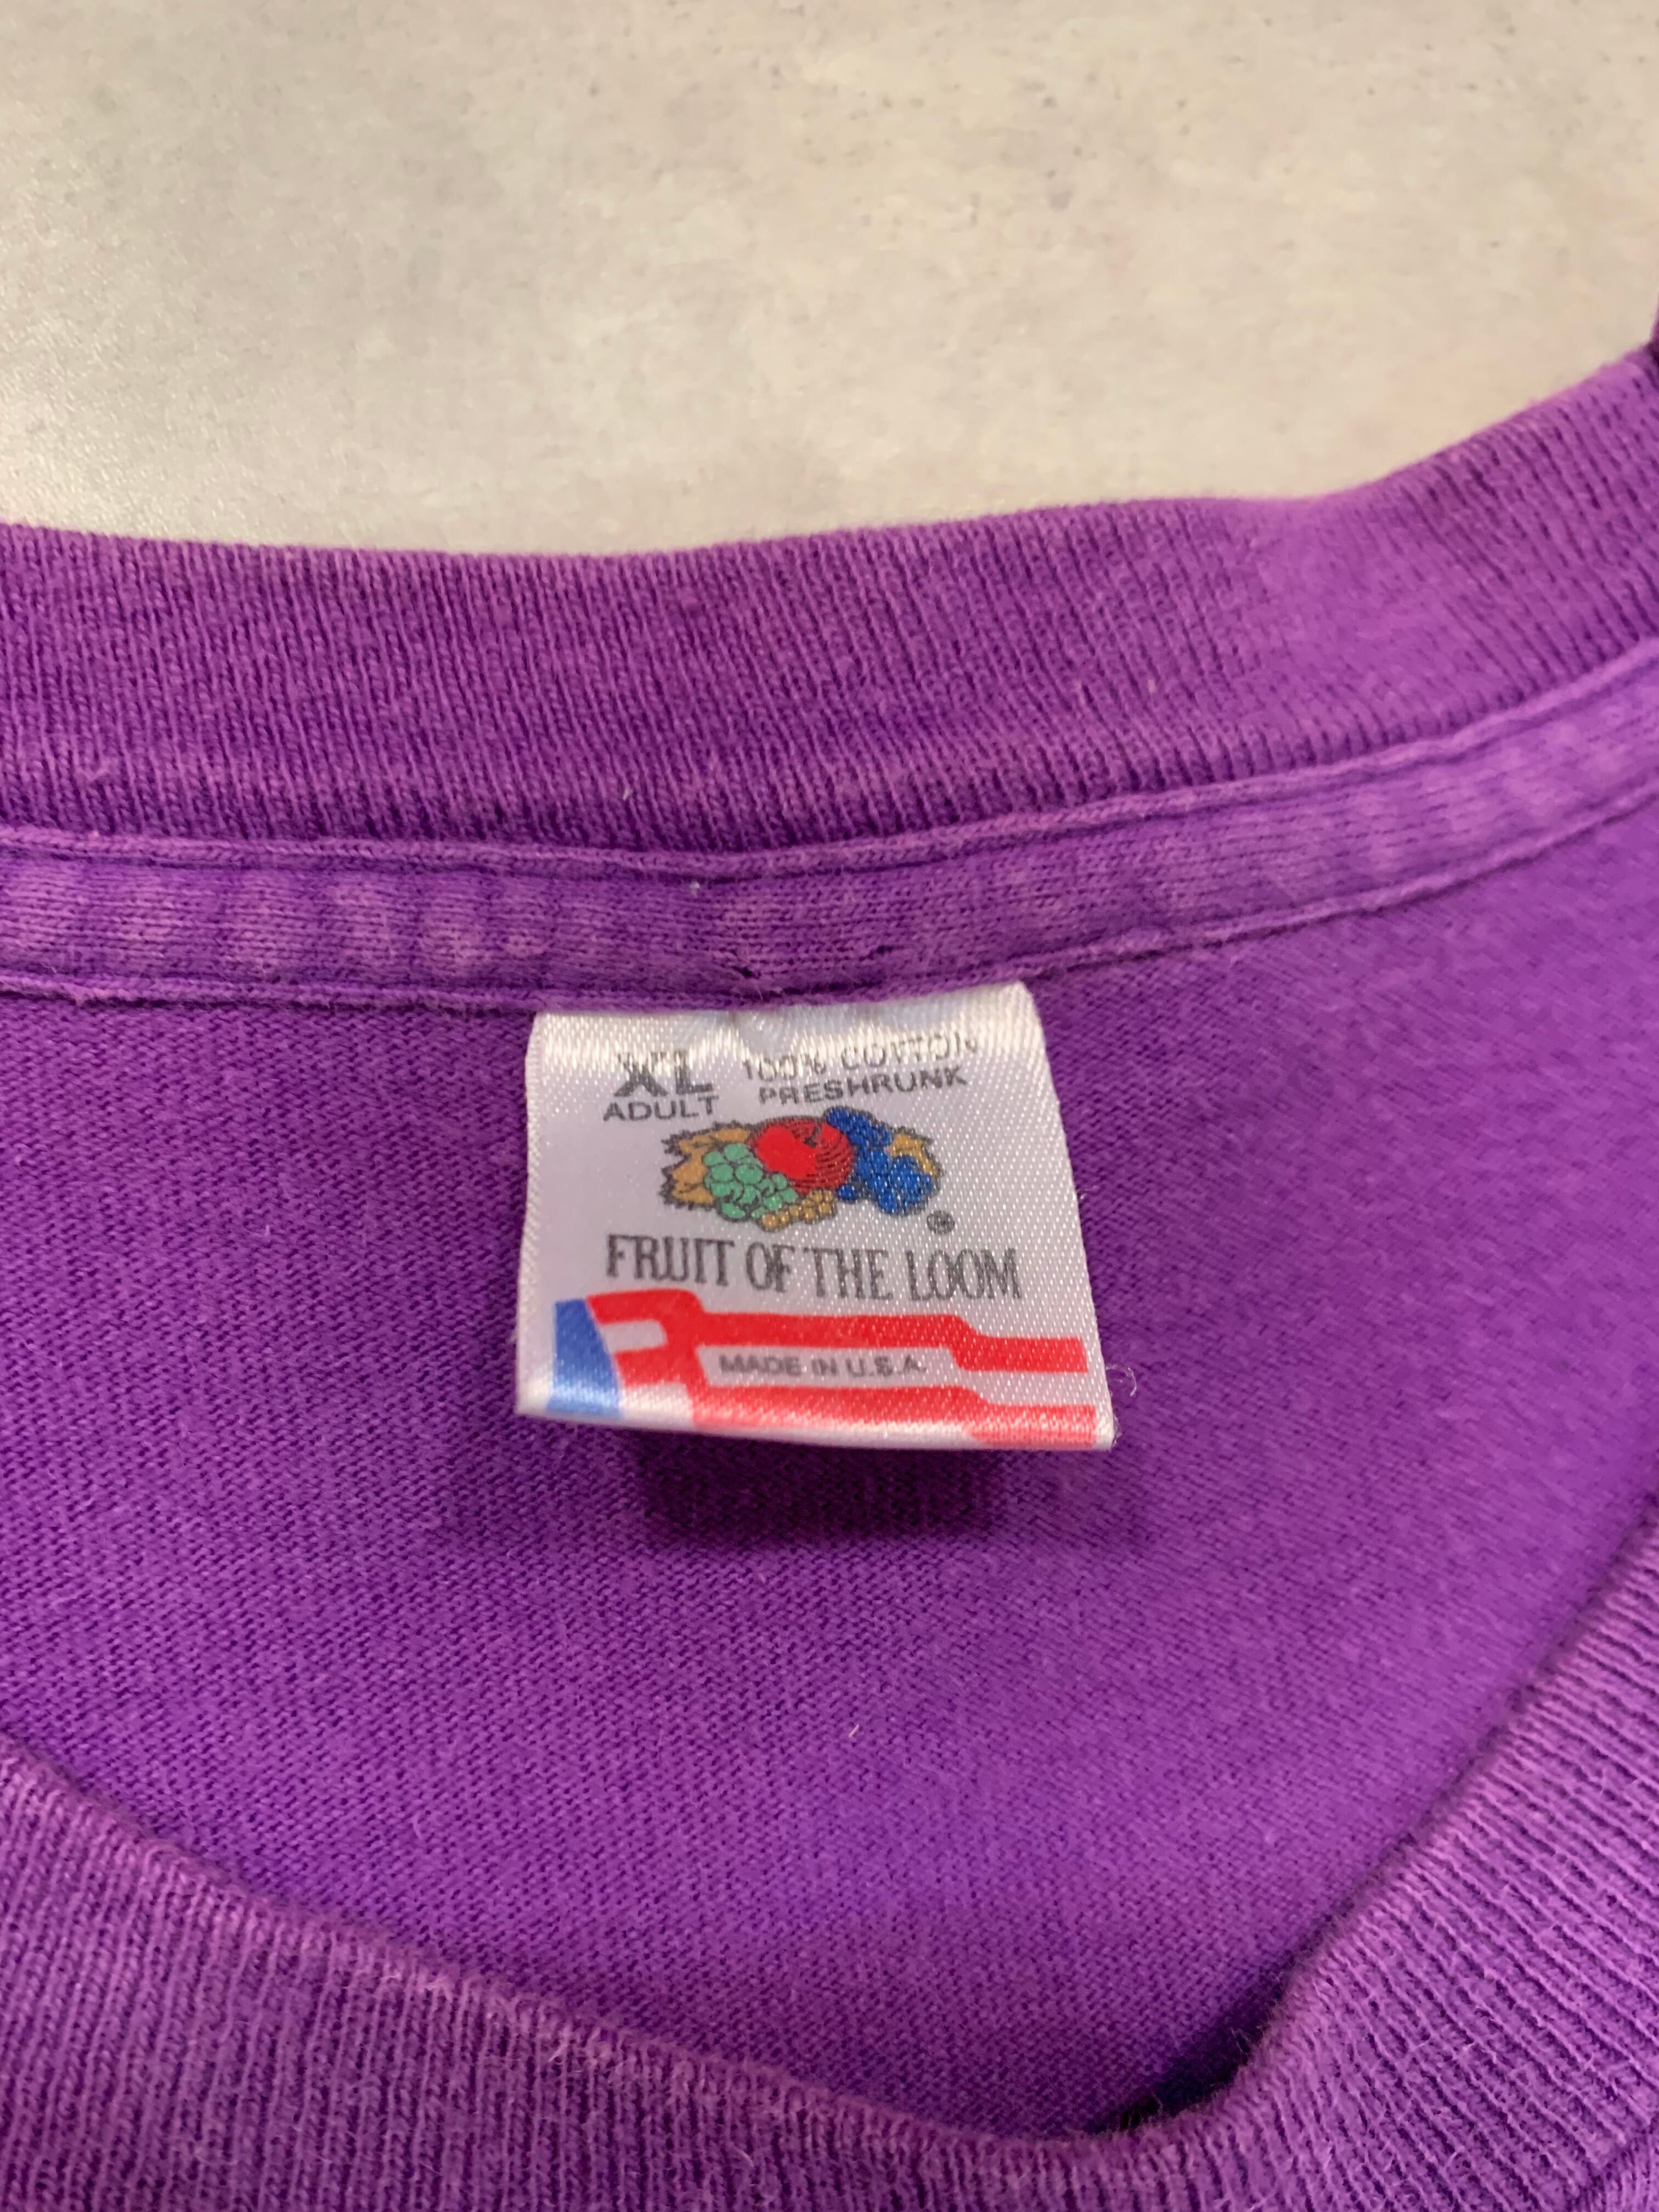 XL 100% COTTON
ADULT PRESHRUNK
®
FRUIT OF THE LOOM
MADE IN U.S.A.